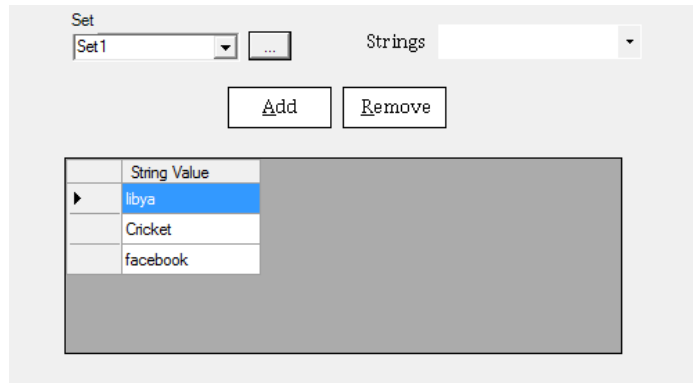 Set
Set1 ... Strings
Add Remove
String Value
libya
Cricket
facebook